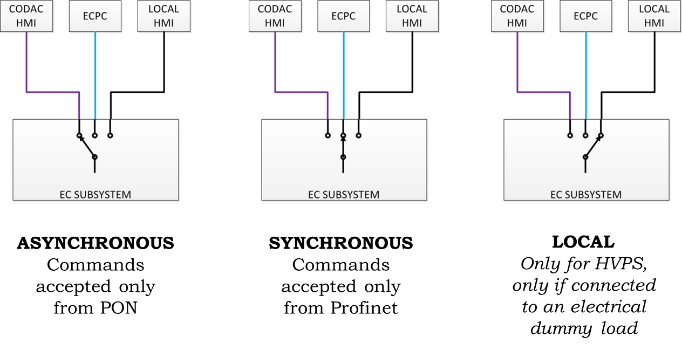 CODAC
HMI
ECPC
LOCAL
HMI
EC SUBSYSTEM
ASYNCHRONOUS
Commands
accepted only
from PON
CODAC
HMI
ECPC
LOCAL
HMI
EC SUBSYSTEM
SYNCHRONOUS
Commands
accepted only
from Profinet
CODAC
HMI
ECPC
LOCAL
HMI
EC SUBSYSTEM
LOCAL
Only for HVPS,
only if connected
to an electrical
dummy load